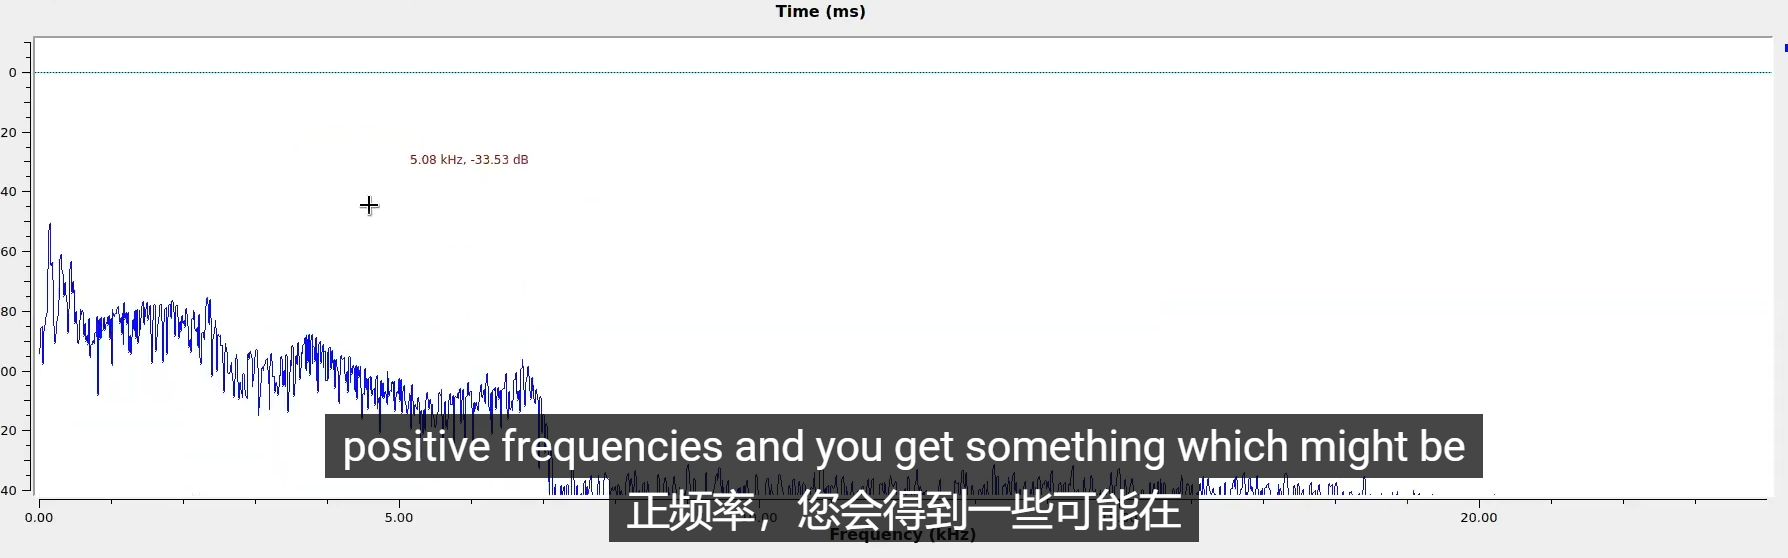 Time (ms)
0
20
40
60
80
00
20
40
5.08 kHz, -33.53 dB
positive frequencies and you get something which might be
正频率， 您会得到一些可能在
0.00
5.00
20.00
Frequency (kHz)